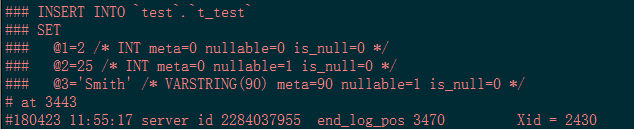 ### INSERT INTO `test`.`t_test`
### SET
###   @1=2 /* INT meta=0 nullable=0 is_null=0 */
###   @2=25 /* INT meta=0 nullable=1 is_null=0 */
###   @3='Smith' /* VARSTRING(90) meta=90 nullable=1 is_null=0 */
# at 3443
#180423 11:55:17 server id 2284037955  end_log_pos 3470         Xid = 2430